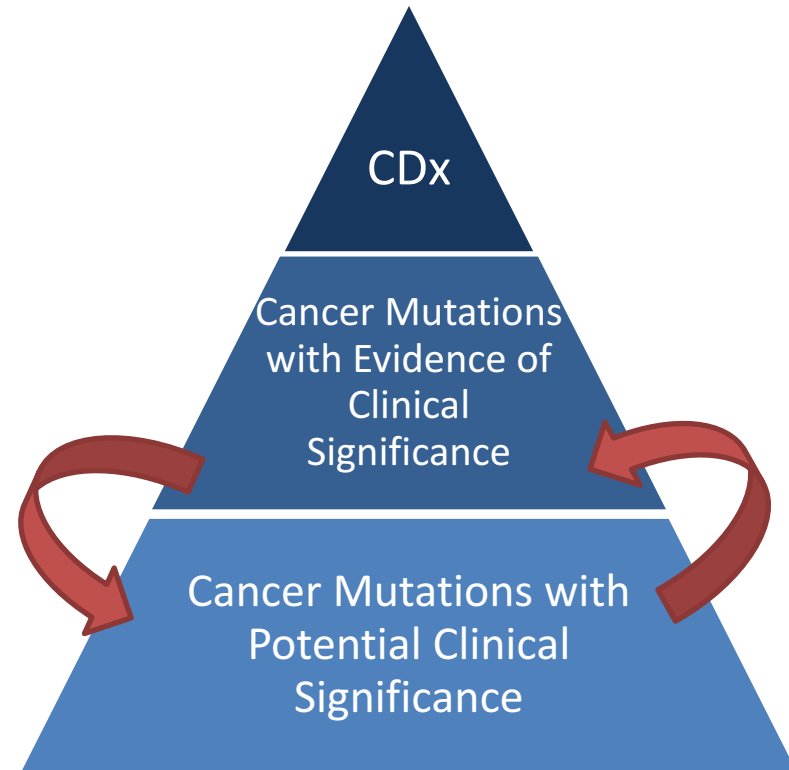 CDx
Cancer Mutations
with Evidence of
Clinical
Significance
Cancer Mutations with
Potential Clinical
Significance